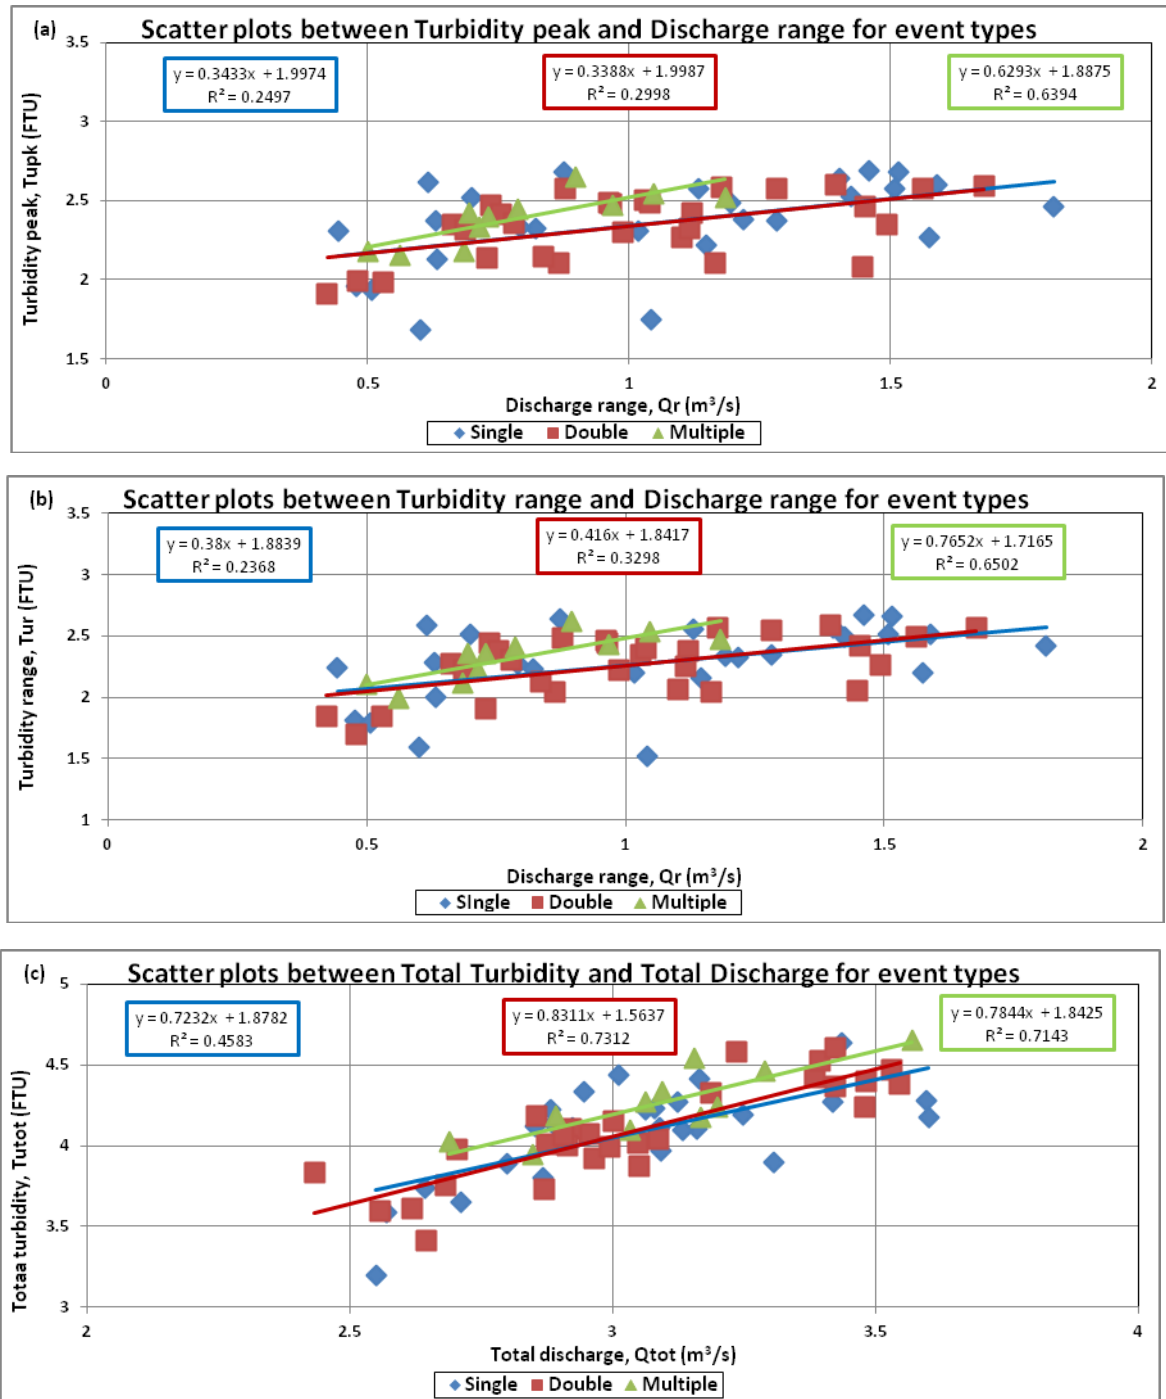 (a) Scatter plots between Turbidity peak and Discharge range for event types
3.5
3
2.5
2
1.5
Turbidity peak, Tupk (FTU)
y = 0.3433x + 1.9974
R² = 0.2497
y = 0.3388x + 1.9987
R² = 0.2998
y = 0.6293x + 1.8875
R² = 0.6394
0 0.5 1 1.5 2
Discharge range, Qr (m³/s)
Single Double Multiple
(b) Scatter plots between Turbidity range and Discharge range for event types
3.5
3
2.5
2
1.5
1
Turbidity range, Tur (FTU)
y = 0.38x + 1.8839
R² = 0.2368
y = 0.416x + 1.8417
R² = 0.3298
y = 0.7652x + 1.7165
R² = 0.6502
0 0.5 1 1.5 2
Discharge range, Qr (m³/s)
SIngle Double Multiple
(c) Scatter plots between Total Turbidity and Total Discharge for event types
5
4.5
4
3.5
3
Totaa turbidity, Tutot (FTU)
y = 0.7232x + 1.8782
R² = 0.4583
y = 0.8311x + 1.5637
R² = 0.7312
y = 0.7844x + 1.8425
R² = 0.7143
2 2.5 3 3.5 4
Total discharge, Qtot (m³/s)
Single Double Multiple